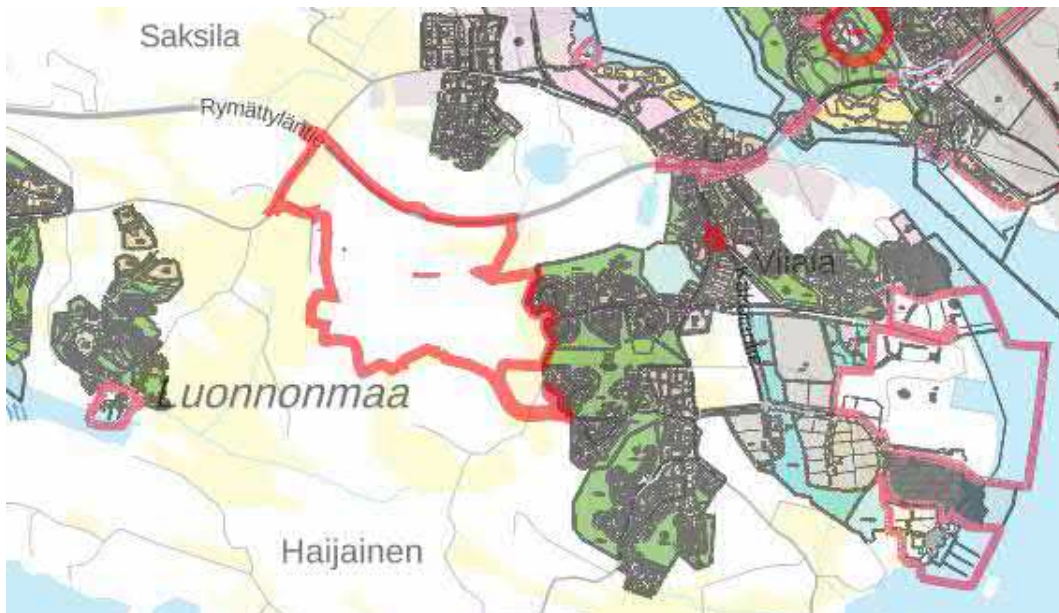 Saksila
Rymättyläntie
Viiala
Luonnonmaa
Haijainen